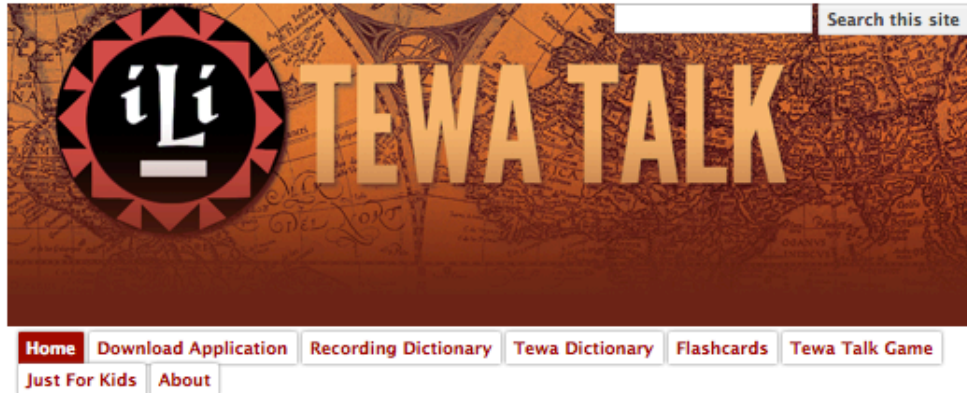 Search this site
iLi
TEWA TALK
Home Download Application Recording Dictionary Tewa Dictionary Flashcards Tewa Talk Game
Just For Kids About